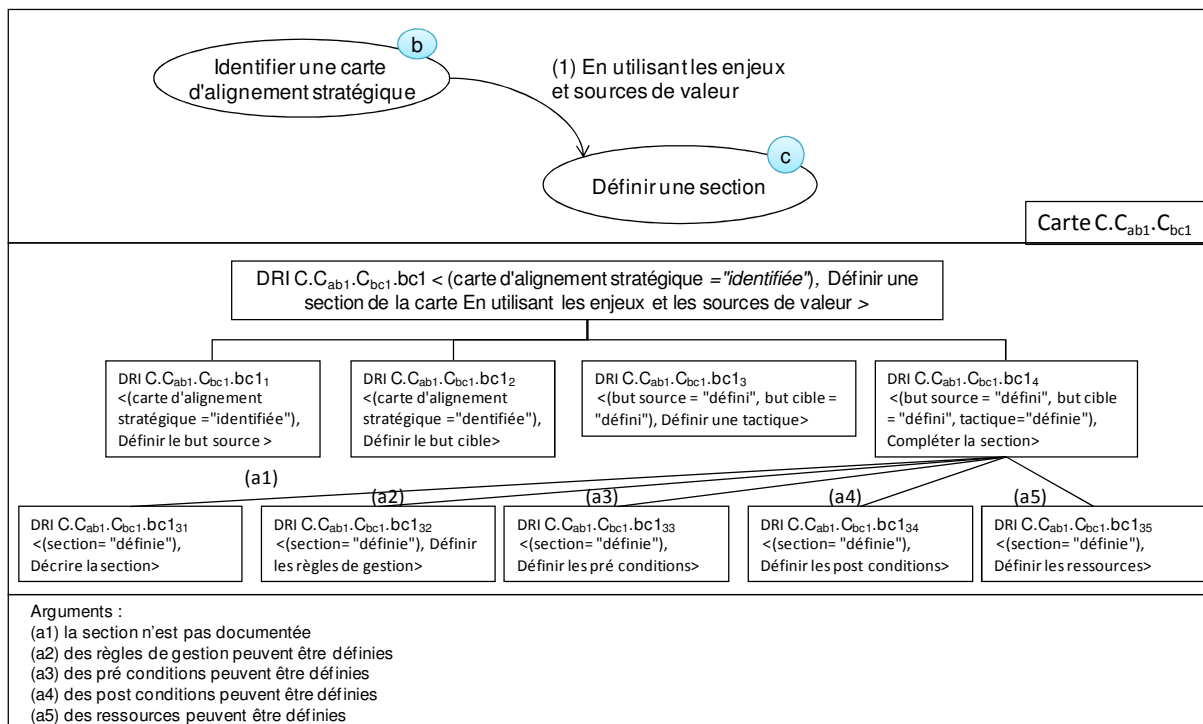 b
Identifier une carte
d'alignement stratégique
(1) En utilisant les enjeux
et sources de valeur
c
Définir une section
Carte C.Cab1.Cbc1
DRI C.Cab1.Cbc1.bc1 < (carte d'alignement stratégique ="identifiée"), Définir une
section de la carte En utilisant les enjeux et les sources de valeur >
DRI C.Cab1.Cbc1.bc11
<(carte d'alignement
stratégique ="identifiée"),
Définir le but source >
DRI C.Cab1.Cbc1.bc12
<(carte d'alignement
stratégique ="dentifiée"),
Définir le but cible>
DRI C.Cab1.Cbc1.bc13
<(but source = "défini", but cible =
"défini"), Définir une tactique>
DRI C.Cab1.Cbc1.bc14
<(but source = "défini", but cible
= "défini", tactique="définie"),
Compléter la section>
(a1)
(a2)
(a3)
(a4)
(a5)
DRI C.Cab1.Cbc1.bc131
<(section= "définie"),
Décrire la section>
DRI C.Cab1.Cbc1.bc132
<(section= "définie"), Définir
les règles de gestion>
DRI C.Cab1.Cbc1.bc133
<(section= "définie"),
Définir les pré conditions>
DRI C.Cab1.Cbc1.bc134
<(section= "définie"),
Définir les post conditions>
DRI C.Cab1.Cbc1.bc135
<(section= "définie"),
Définir les ressources>
Arguments :
(a1) la section n'est pas documentée
(a2) des règles de gestion peuvent être définies
(a3) des pré conditions peuvent être définies
(a4) des post conditions peuvent être définies
(a5) des ressources peuvent être définies